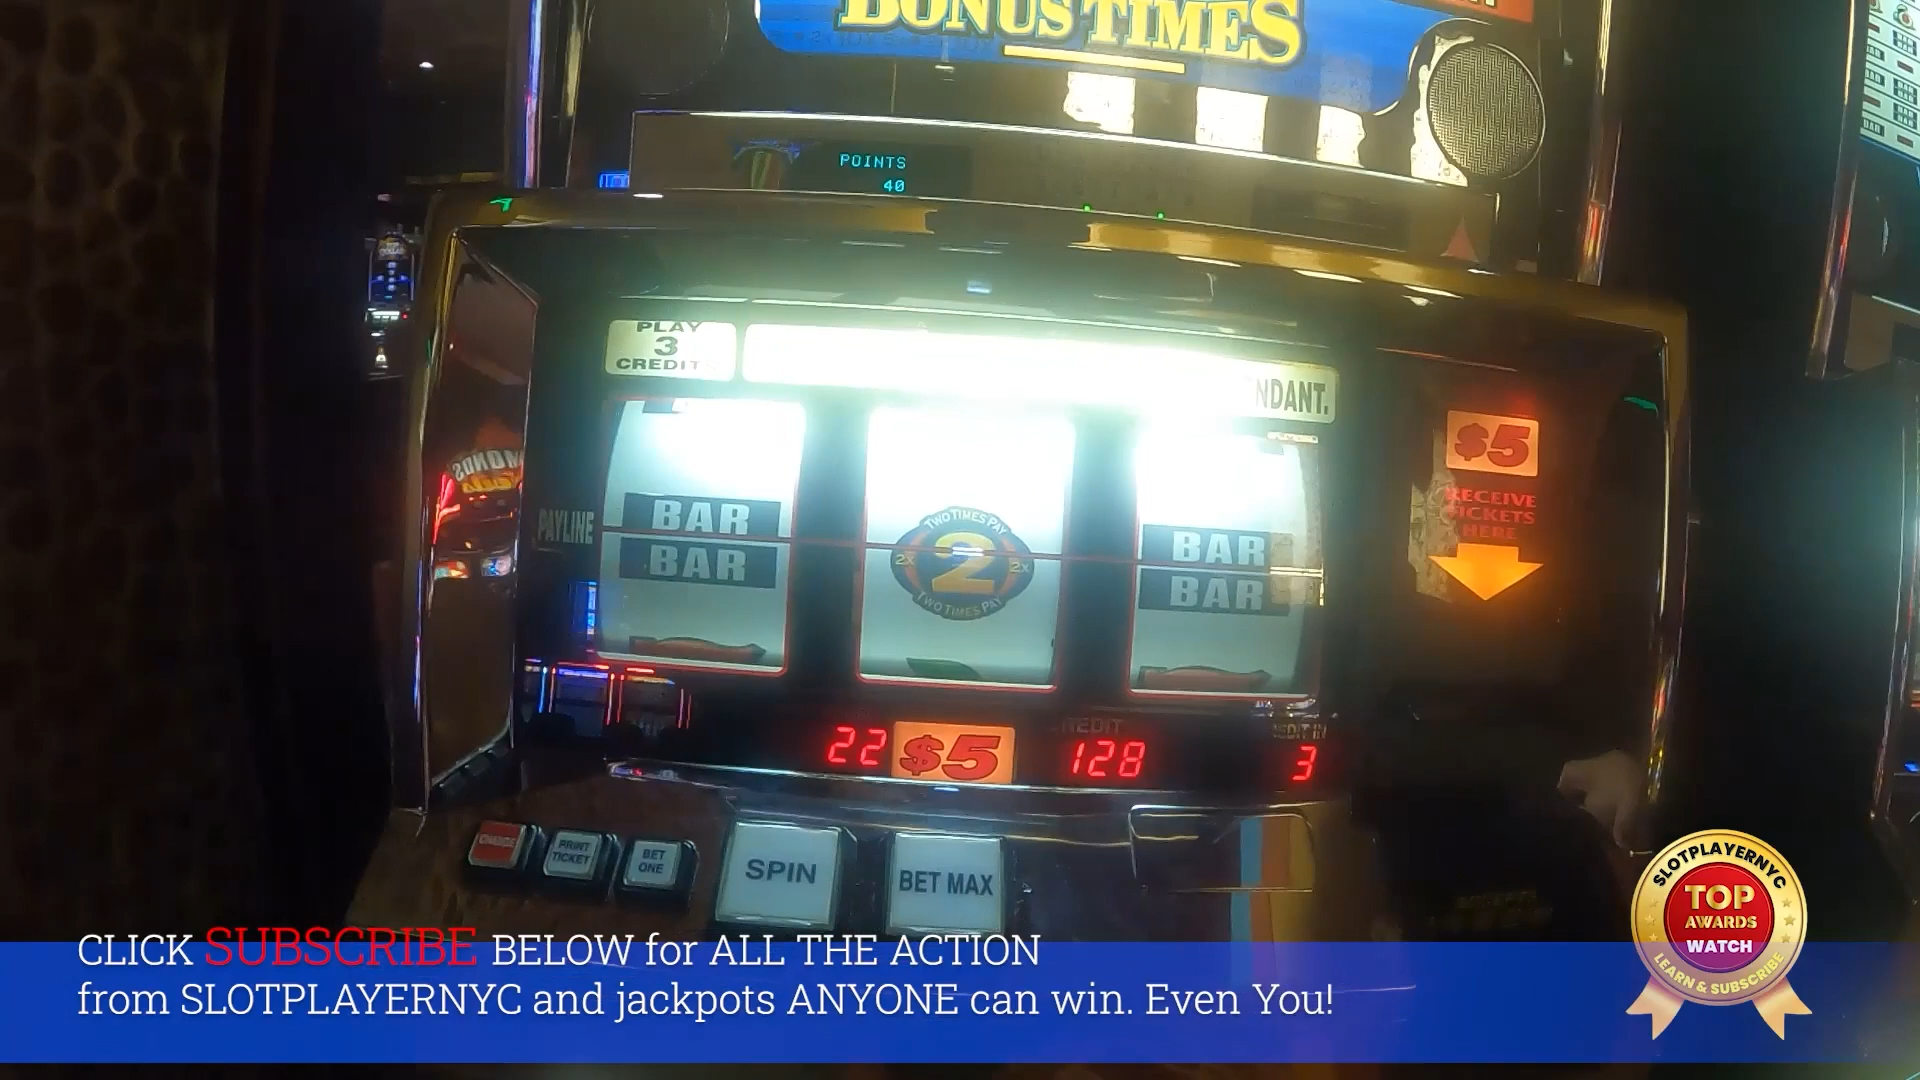 BONUS TIMES
POINTS
40
PLAY
3
CREDIT
NDANT.
$5
RECEIVE
TICKETS
HERE
PAYLINE
BAR
BAR
TWO TIMES PAY
2X 2 2X
TWO TIMES PAY
BAR
BAR
22 $5 128 3
CREDIT
CHANGE
PRINT
TICKET
BET
ONE
SPIN
BET MAX
SLOTPLAYERNYC
TOP
AWARDS
WATCH
LEARN & SUBSCRIBE
CLICK SUBSCRIBE BELOW for ALL THE ACTION
from SLOTPLAYERNYC and jackpots ANYONE can win. Even You!